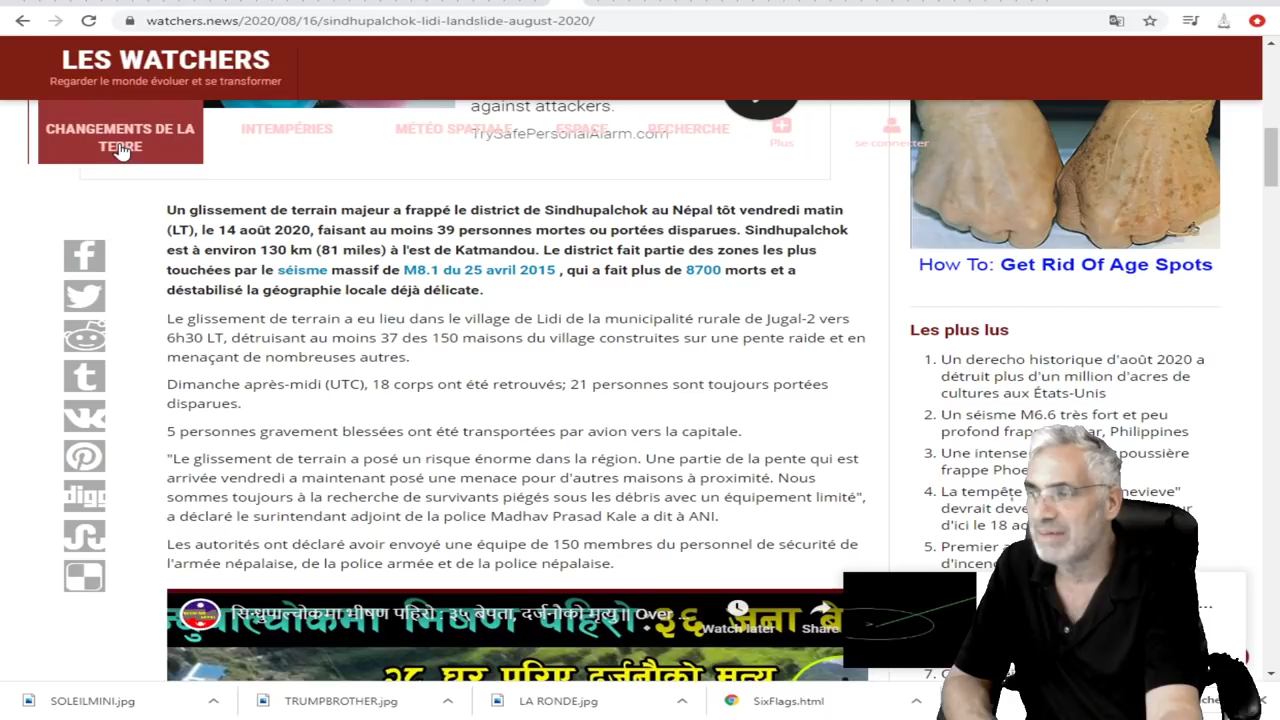 watchers.news/2020/08/16/sindhupalchok-lidi-landslide-august-2020/
LES WATCHERS
Regarder le monde évoluer et se transformer
CHANGEMENTS DE LA
TERRE
INTEMPÉRIES
MÉTÉO SPATIALE
ESPACE
RECHERCHE
Plus
se connecter
against attackers.
TrySafePersonalAlarm.com
Un glissement de terrain majeur a frappé le district de Sindhupalchok au Népal tôt vendredi matin
(LT), le 14 août 2020, faisant au moins 39 personnes mortes ou portées disparues. Sindhupalchok
est à environ 130 km (81 miles) à l'est de Katmandou. Le district fait partie des zones les plus
touchées par le séisme massif de M8.1 du 25 avril 2015 , qui a fait plus de 8700 morts et a
déstabilisé la géographie locale déjà délicate.
Le glissement de terrain a eu lieu dans le village de Lidi de la municipalité rurale de Jugal-2 vers
6h30 LT, détruisant au moins 37 des 150 maisons du village construites sur une pente raide et en
menaçant de nombreuses autres.
Dimanche après-midi (UTC), 18 corps ont été retrouvés; 21 personnes sont toujours portées
disparues.
5 personnes gravement blessées ont été transportées par avion vers la capitale.
"Le glissement de terrain a posé un risque énorme dans la région. Une partie de la pente qui est
arrivée vendredi a maintenant posé une menace pour d'autres maisons à proximité. Nous
sommes toujours à la recherche de survivants piégés sous les débris avec un équipement limité",
a déclaré le surintendant adjoint de la police Madhav Prasad Kale a dit à ANI.
Les autorités ont déclaré avoir envoyé une équipe de 150 membres du personnel de sécurité de
l'armée népalaise, de la police armée et de la police népalaise.
सिन्धुपाल्चोकमा भीषण पहिरो : ३५ बेपता, दर्जनौको मृत्यु || Over ...
Watch later
Share
पहिरो:३६ जना बे
२८ घर पुरिए दर्जनौको मृत्यु
How To: Get Rid Of Age Spots
Les plus lus
1. Un derecho historique d'août 2020 a
détruit plus d'un million d'acres de
cultures aux États-Unis
2. Un séisme M6.6 très fort et peu
profond Philippines
3. Une intense poussière
frappe
4. La tempête
devrait
d'ici le 18
5. Premier
d'incen
7.
digg
SOLEILMINI.jpg
TRUMPBROTHER.jpg
LA RONDE.jpg
SixFlags.html